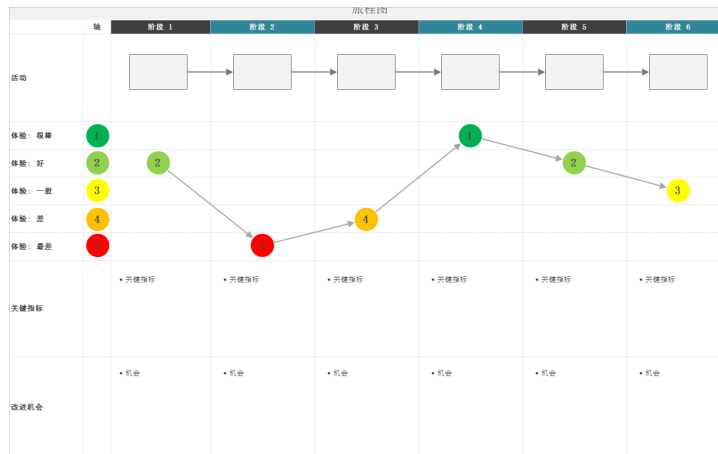 旅程图
轴 阶段 1 阶段 2 阶段 3 阶段 4 阶段 5 阶段 6
活动
体验: 很棒 1 1
体验: 好 2 2 2
体验: 一般 3 3
体验: 差 4 4
体验: 最差 5 5
• 关键指标 • 关键指标 • 关键指标 • 关键指标 • 关键指标 • 关键指标
关键指标
• 机会 • 机会 • 机会 • 机会 • 机会 • 机会
改进机会